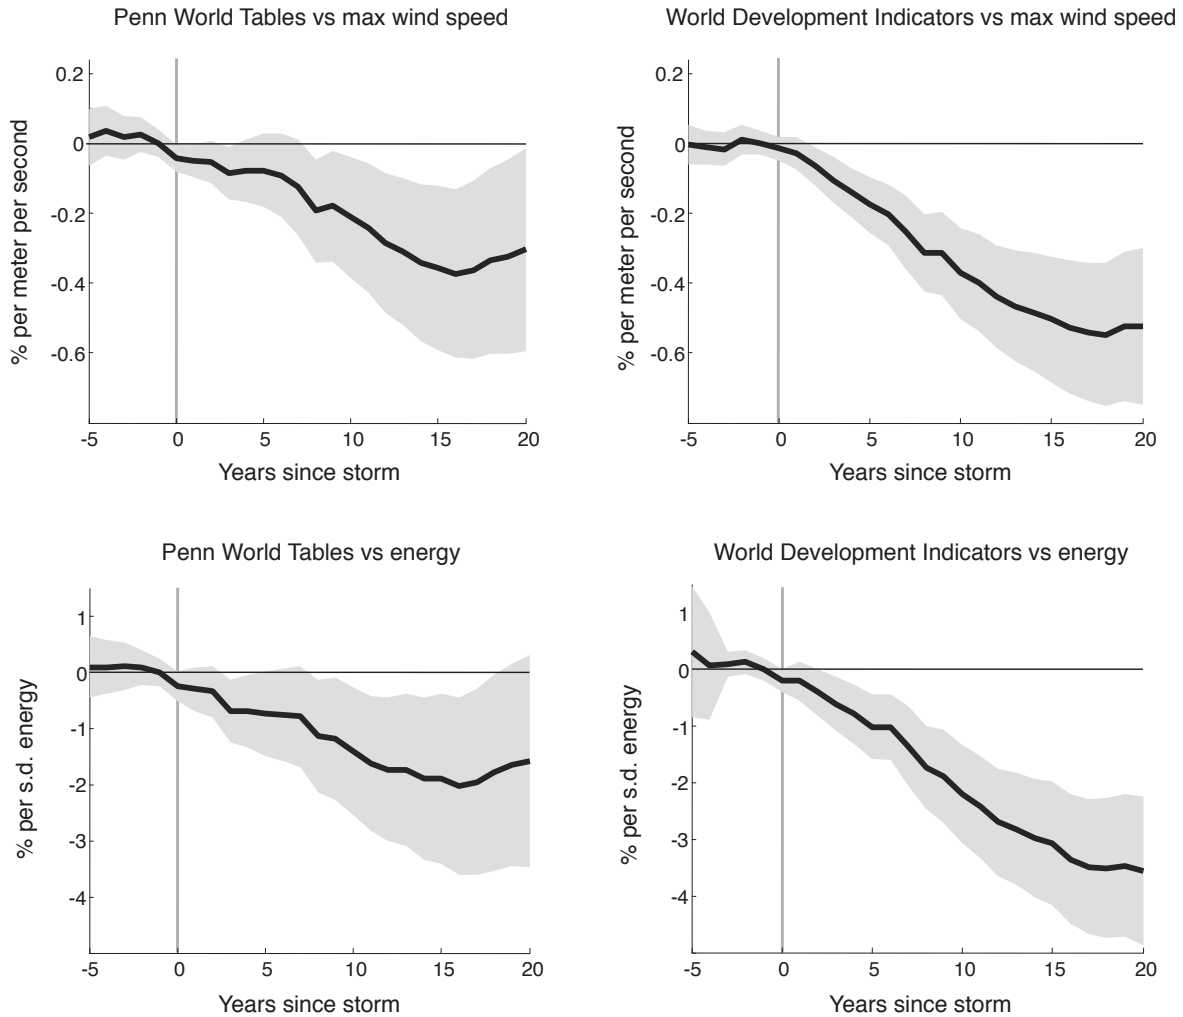 Penn World Tables vs max wind speed
% per meter per second
0.2
0
-0.2
-0.4
-0.6
-5 0 5 10 15 20
Years since storm
World Development Indicators vs max wind speed
% per meter per second
0.2
0
-0.2
-0.4
-0.6
-5 0 5 10 15 20
Years since storm
Penn World Tables vs energy
% per s.d. energy
1
0
-1
-2
-3
-4
-5 0 5 10 15 20
Years since storm
World Development Indicators vs energy
% per s.d. energy
1
0
-1
-2
-3
-4
-5 0 5 10 15 20
Years since storm